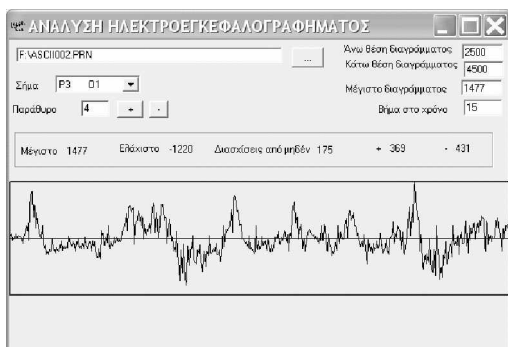 ΑΝΑΛΥΣΗ ΗΛΕΚΤΡΟΕΓΚΕΦΑΛΟΓΡΑΦΗΜΑΤΟΣ
F:\ASCII002.PRN
...
Άνω θέση διαγράμματος 2500
Κάτω θέση διαγράμματος 4500
Σήμα P3 O1
Μέγιστο διαγράμματος 1477
Παράθυρο 4 + -
Βήμα στο χρόνο 15
Μέγιστο 1477 Ελάχιστο -1220 Διασχίσεις από μηδέν 175 + 369 - 431